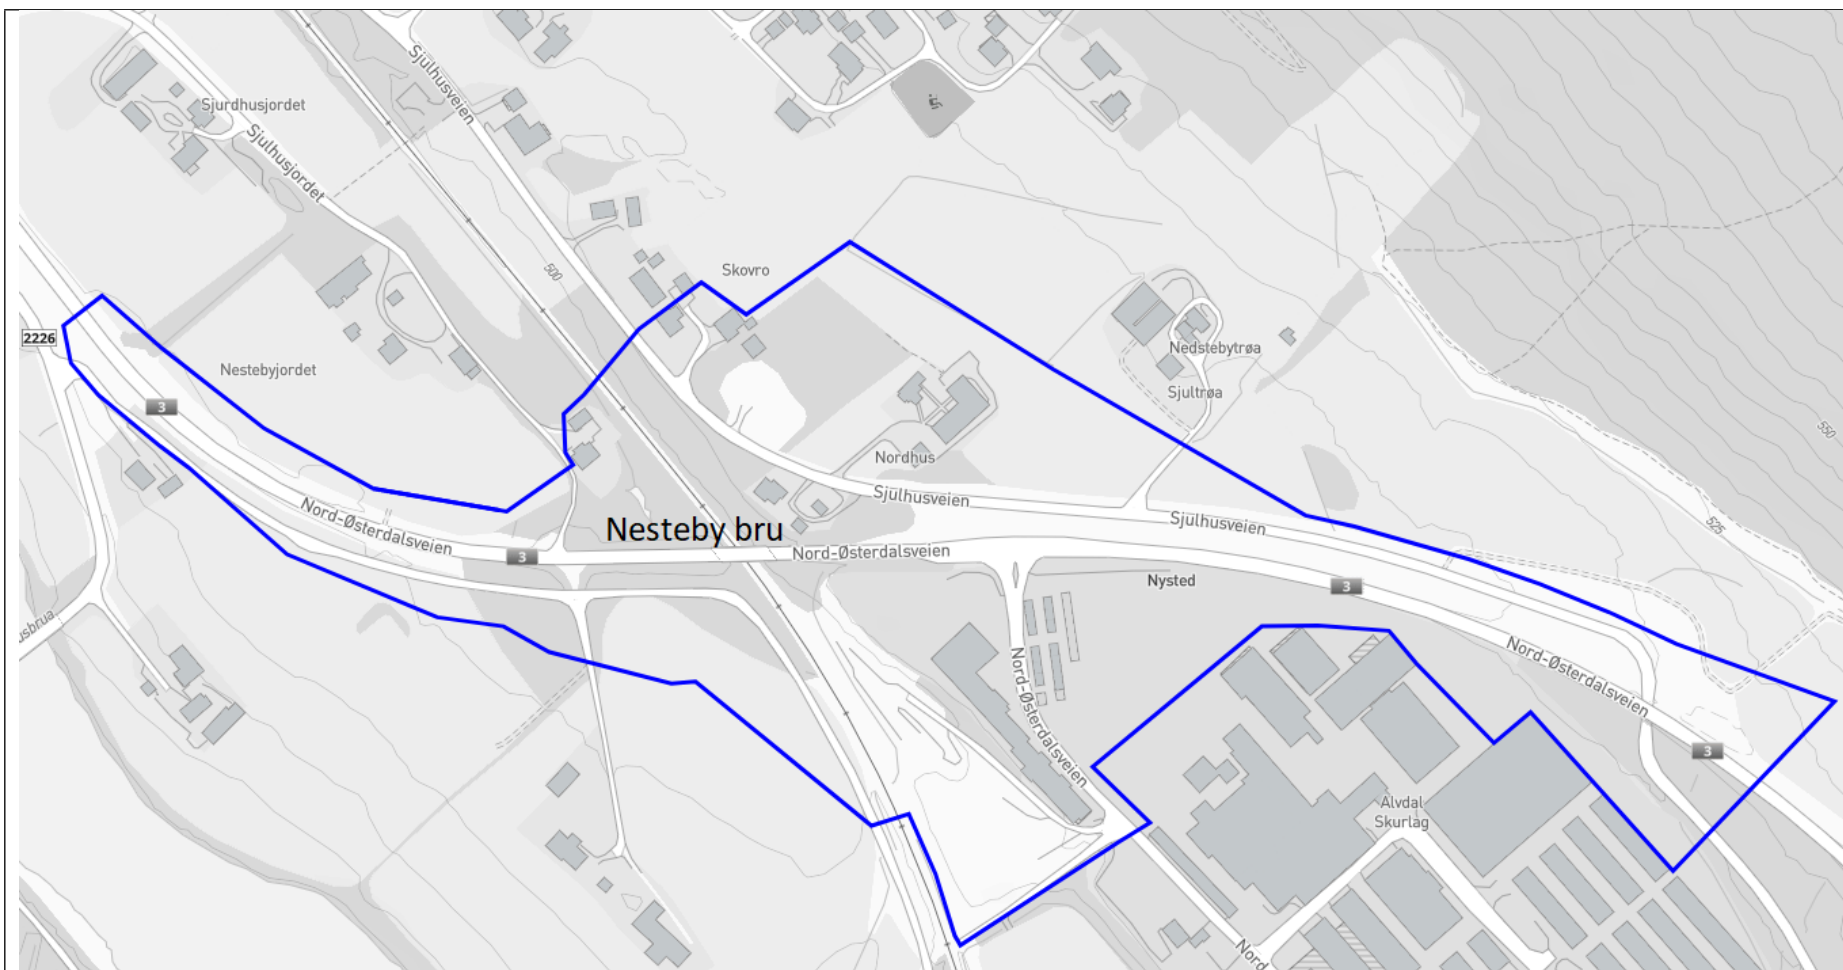 Sjulhusveien
Sjurdhusjordet
Sjulhusjordet
500
Skovro
2226
Nestebyjordet
3
Nedstebytrøa
Sjultrøa
550
Nordhus
Sjulhusveien
Sjulhusveien
525
Nord-Østerdalsveien
Nesteby bru
3
Nord-Østerdalsveien
Nysted
3
usbrua
Nord-Østerdalsveien
Nord-Østerdalsveien
3
Alvdal
Skurlag
Nord